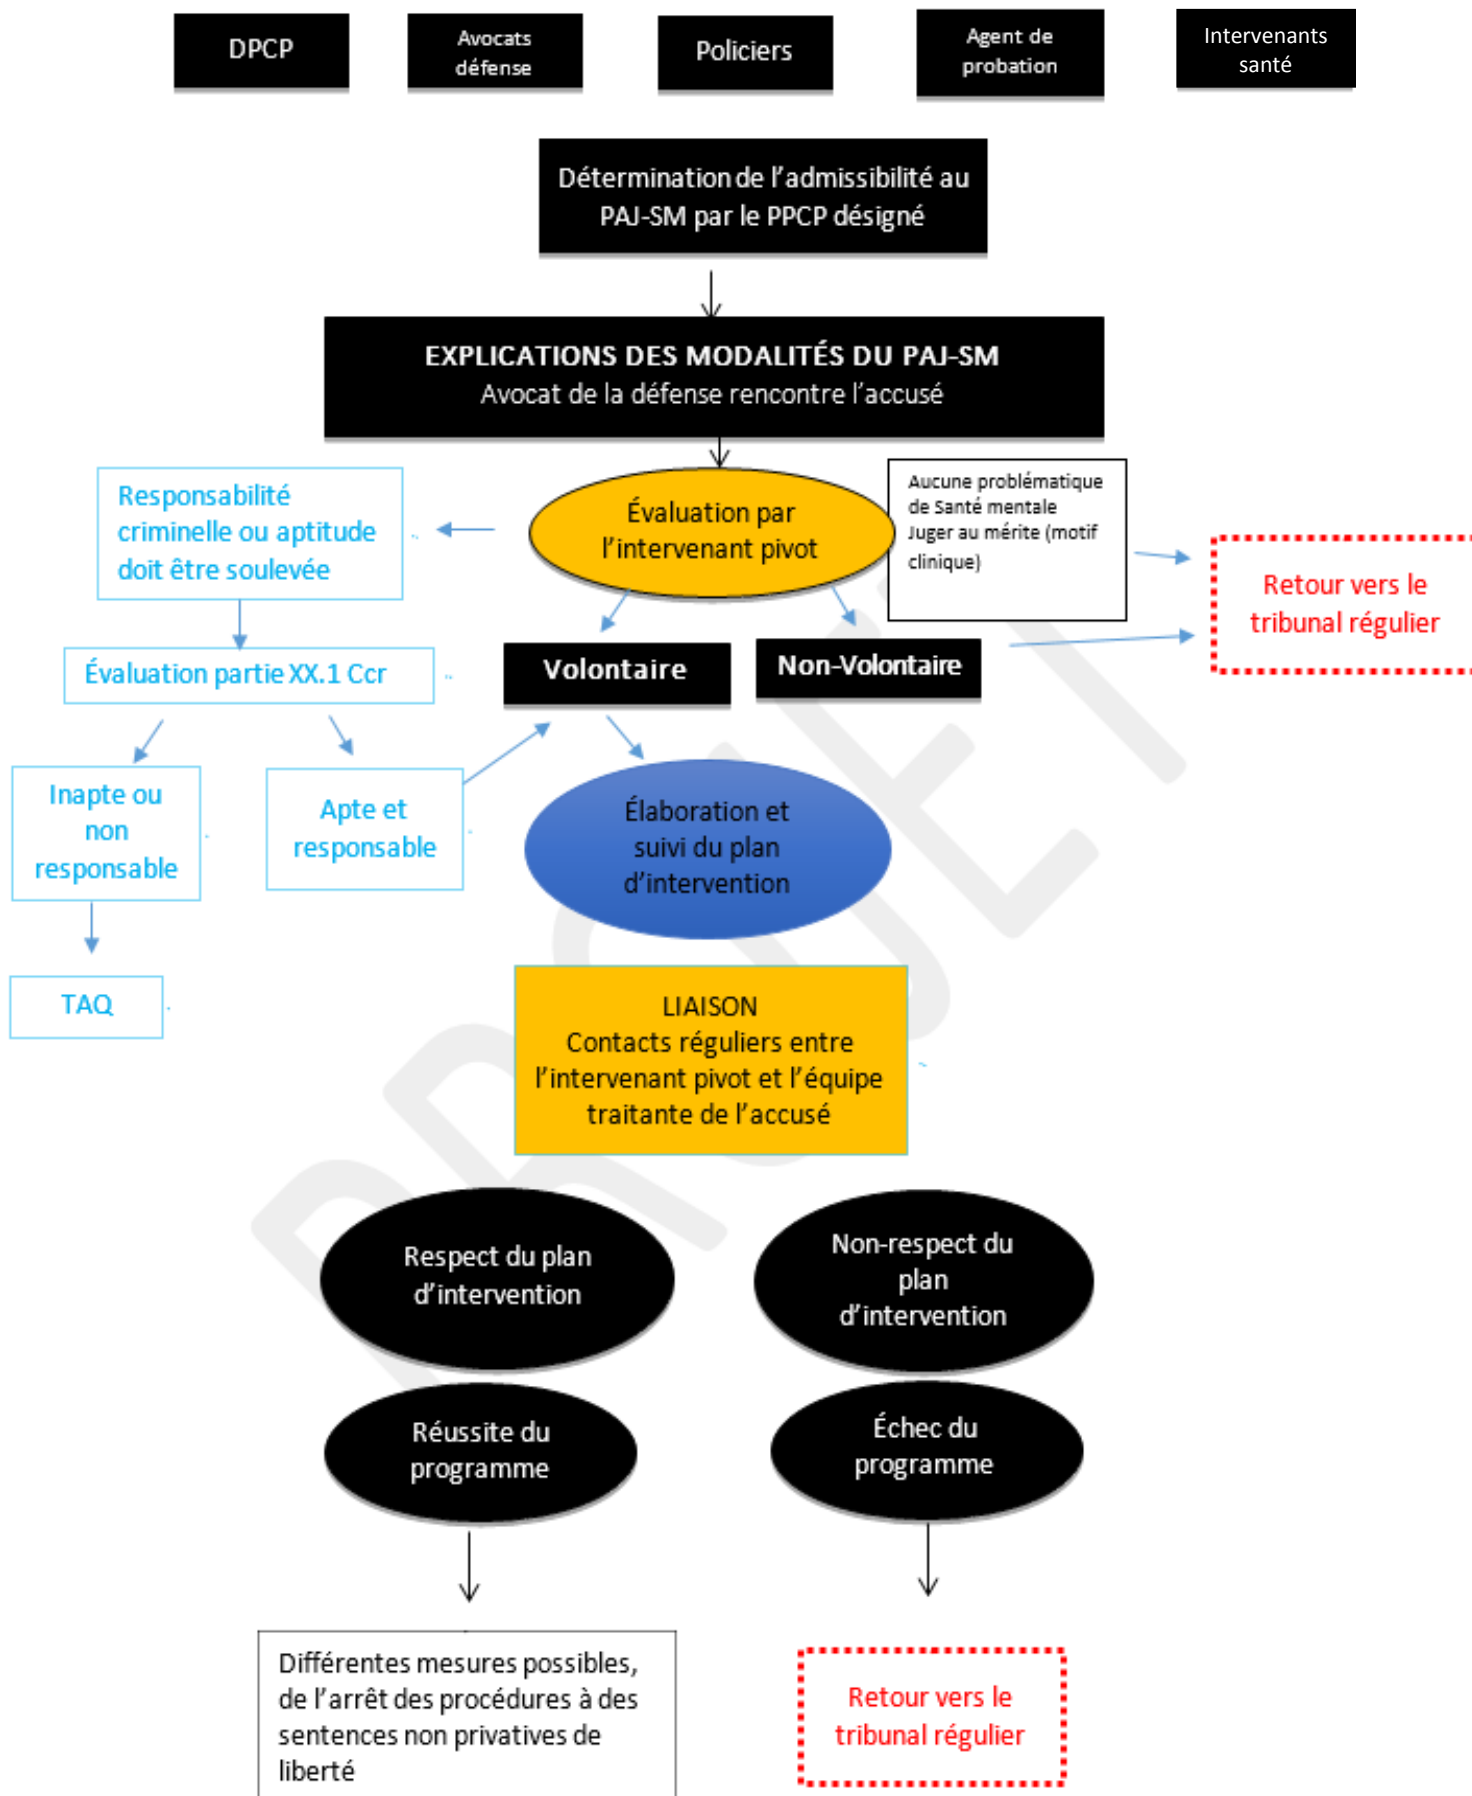 DPCP
Avocats
défense
Policiers
Agent de
probation
Intervenants
santé
Détermination de l'admissibilité au
PAJ-SM par le PPCP désigné
EXPLICATIONS DES MODALITÉS DU PAJ-SM
Avocat de la défense rencontre l'accusé
Responsabilité
criminelle ou aptitude
doit être soulevée
Évaluation par
l'intervenant pivot
Aucune problématique
de Santé mentale
Juger au mérite (motif
clinique)
Retour vers le
tribunal régulier
Évaluation partie XX.1 Ccr
Volontaire
Non-Volontaire
Inapte ou
non
responsable
Apte et
responsable
Élaboration et
suivi du plan
d'intervention
TAQ
LIAISON
Contacts réguliers entre
l'intervenant pivot et l'équipe
traitante de l'accusé
Respect du plan
d'intervention
Non-respect du
plan
d'intervention
Réussite du
programme
Échec du
programme
Différentes mesures possibles,
de l'arrêt des procédures à des
sentences non privatives de
liberté
Retour vers le
tribunal régulier
PROJET